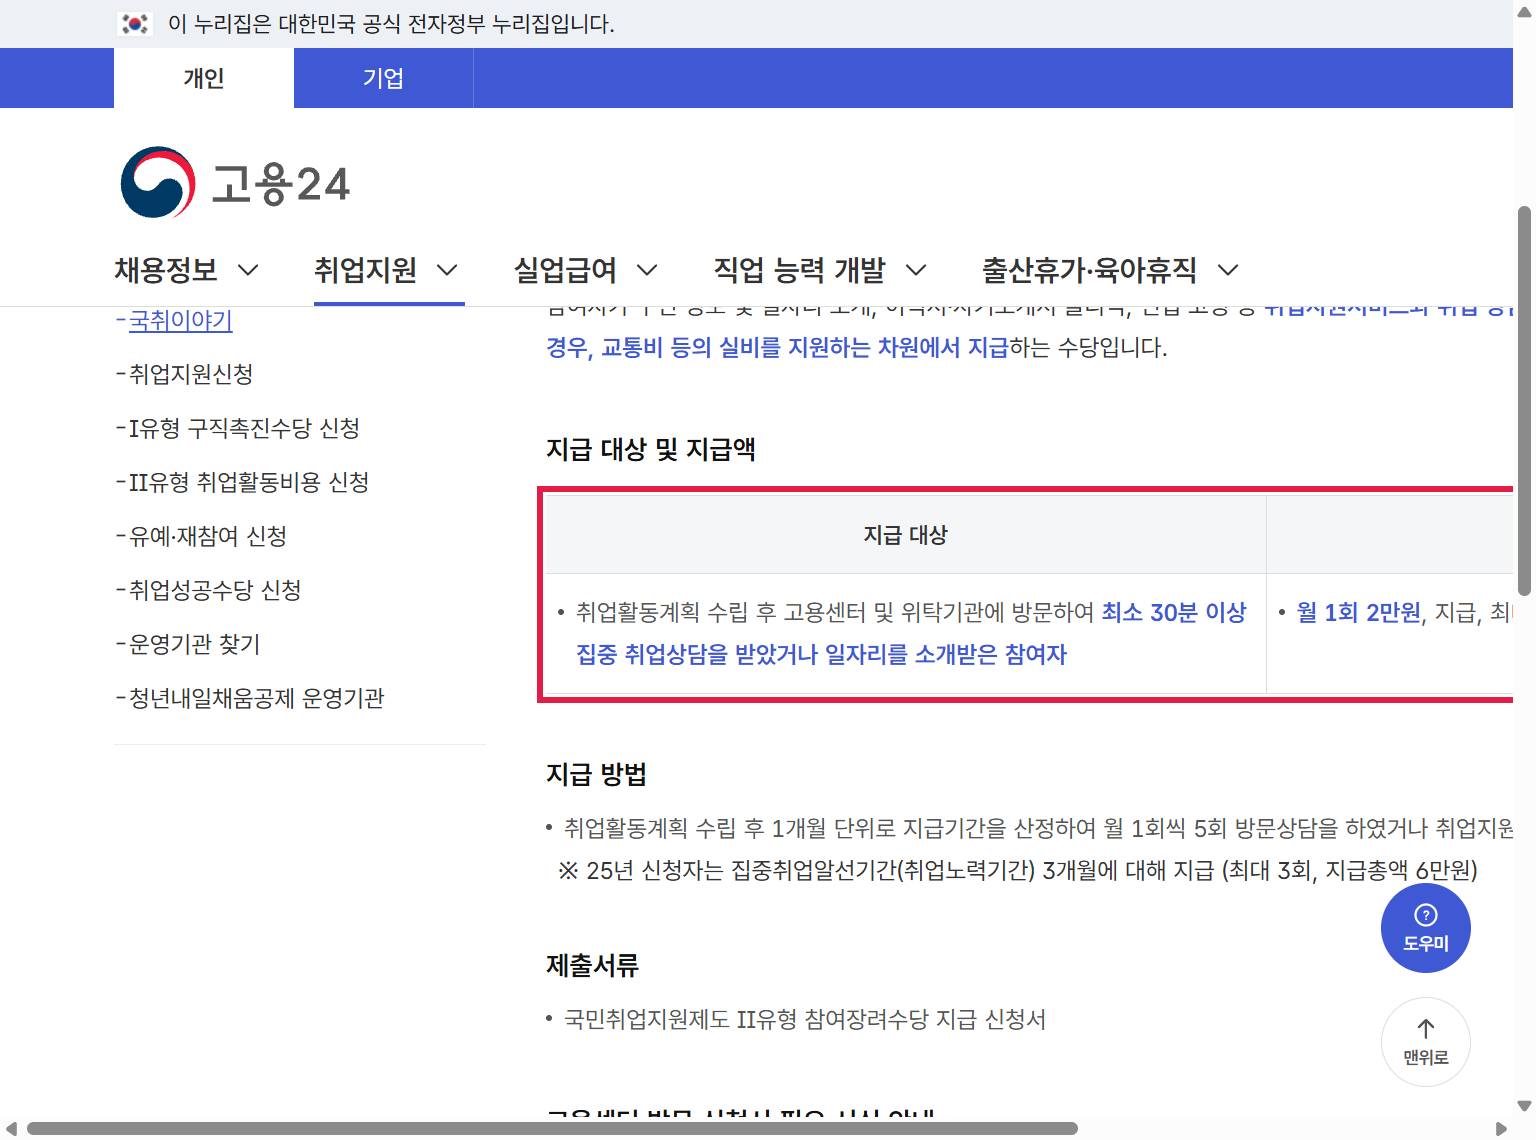 이 누리집은 대한민국 공식 전자정부 누리집입니다.
개인
기업
고용24
채용정보
취업지원
실업급여
직업 능력 개발
출산휴가·육아휴직
-국취이야기
-취업지원신청
-I유형 구직촉진수당 신청
-II유형 취업활동비용 신청
-유예·재참여 신청
-취업성공수당 신청
-운영기관 찾기
-청년내일채움공제 운영기관
경우, 교통비 등의 실비를 지원하는 차원에서 지급하는 수당입니다.
지급 대상 및 지급액
지급 대상
• 취업활동계획 수립 후 고용센터 및 위탁기관에 방문하여 최소 30분 이상
집중 취업상담을 받았거나 일자리를 소개받은 참여자
• 월 1회 2만원, 지급,
지급 방법
• 취업활동계획 수립 후 1개월 단위로 지급기간을 산정하여 월 1회씩 5회 방문상담을 하였거나 취업지원
※ 25년 신청자는 집중취업알선기간(취업노력기간) 3개월에 대해 지급 (최대 3회, 지급총액 6만원)
제출서류
• 국민취업지원제도 II유형 참여장려수당 지급 신청서
도우미
맨위로